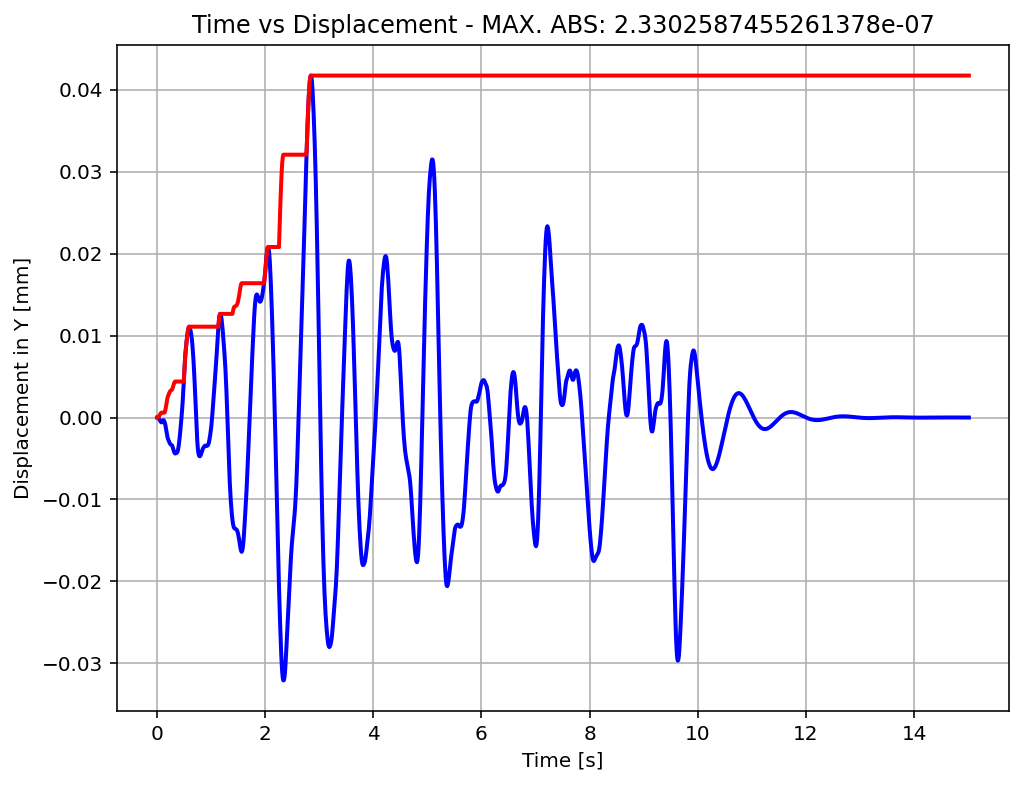 Time vs Displacement - MAX. ABS: 2.3302587455261378e-07
0.04
0.03
0.02
0.01
0.00
−0.01
−0.02
−0.03
Displacement in Y [mm]
0 2 4 6 8 10 12 14
Time [s]